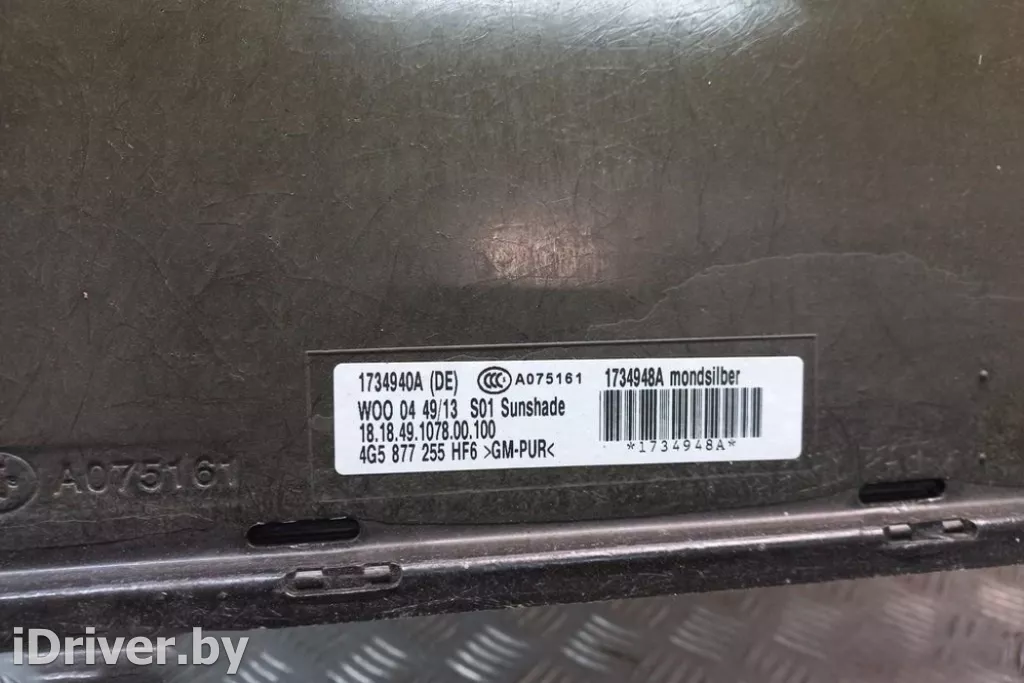 1734940A (DE) CCC A075161 1734948A mondsilber
WOO 04 49/13 S01 Sunshade
18.18.49.1078.00.100
4G5 877 255 HF6 >GM-PUR<
*1734948A*
A075161
iDriver.by